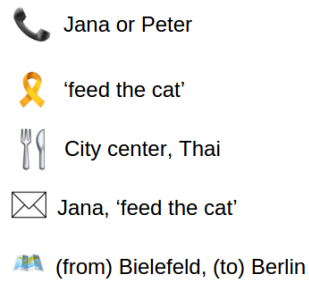 Jana or Peter
‘feed the cat’
City center, Thai
Jana, ‘feed the cat’
(from) Bielefeld, (to) Berlin